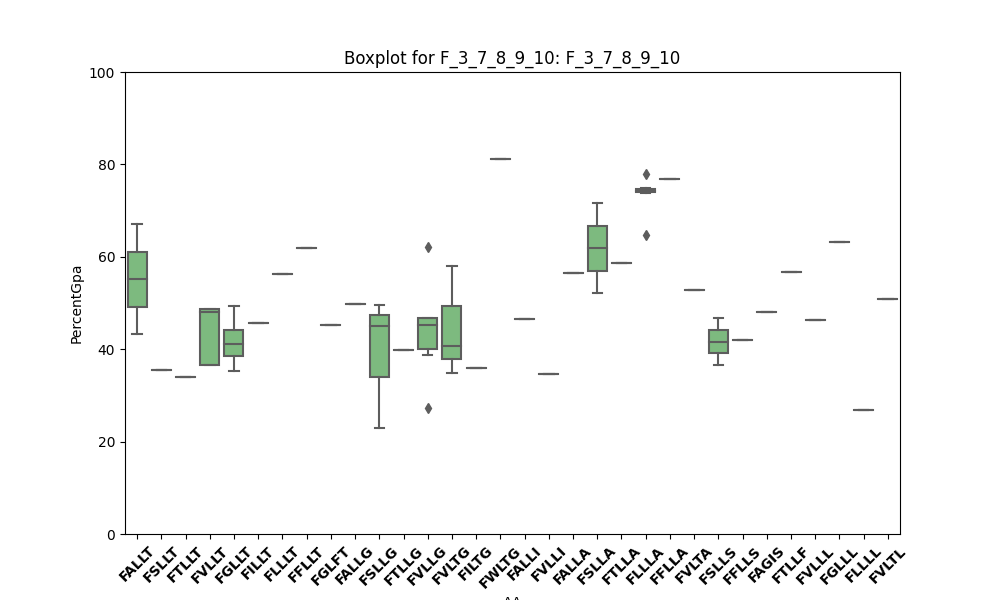 Boxplot for F_3_7_8_9_10: F_3_7_8_9_10
100
80
60
40
20
0
PercentGpa
FALLT
FSLLT
FTLLT
FVLLT
FGLLT
FILLT
FLLLT
FFLLT
FGLFT
FALLG
FSLLG
FTLLG
FVLLG
FVLTG
FILTG
FWLTG
FALLI
FVLLI
FALLA
FSLLA
FTLLA
FLLLA
FFLLA
FVLTA
FSLLS
FFLLS
FAGIS
FTLLF
FVLLL
FGLLL
FLLLL
FVLTL
AA